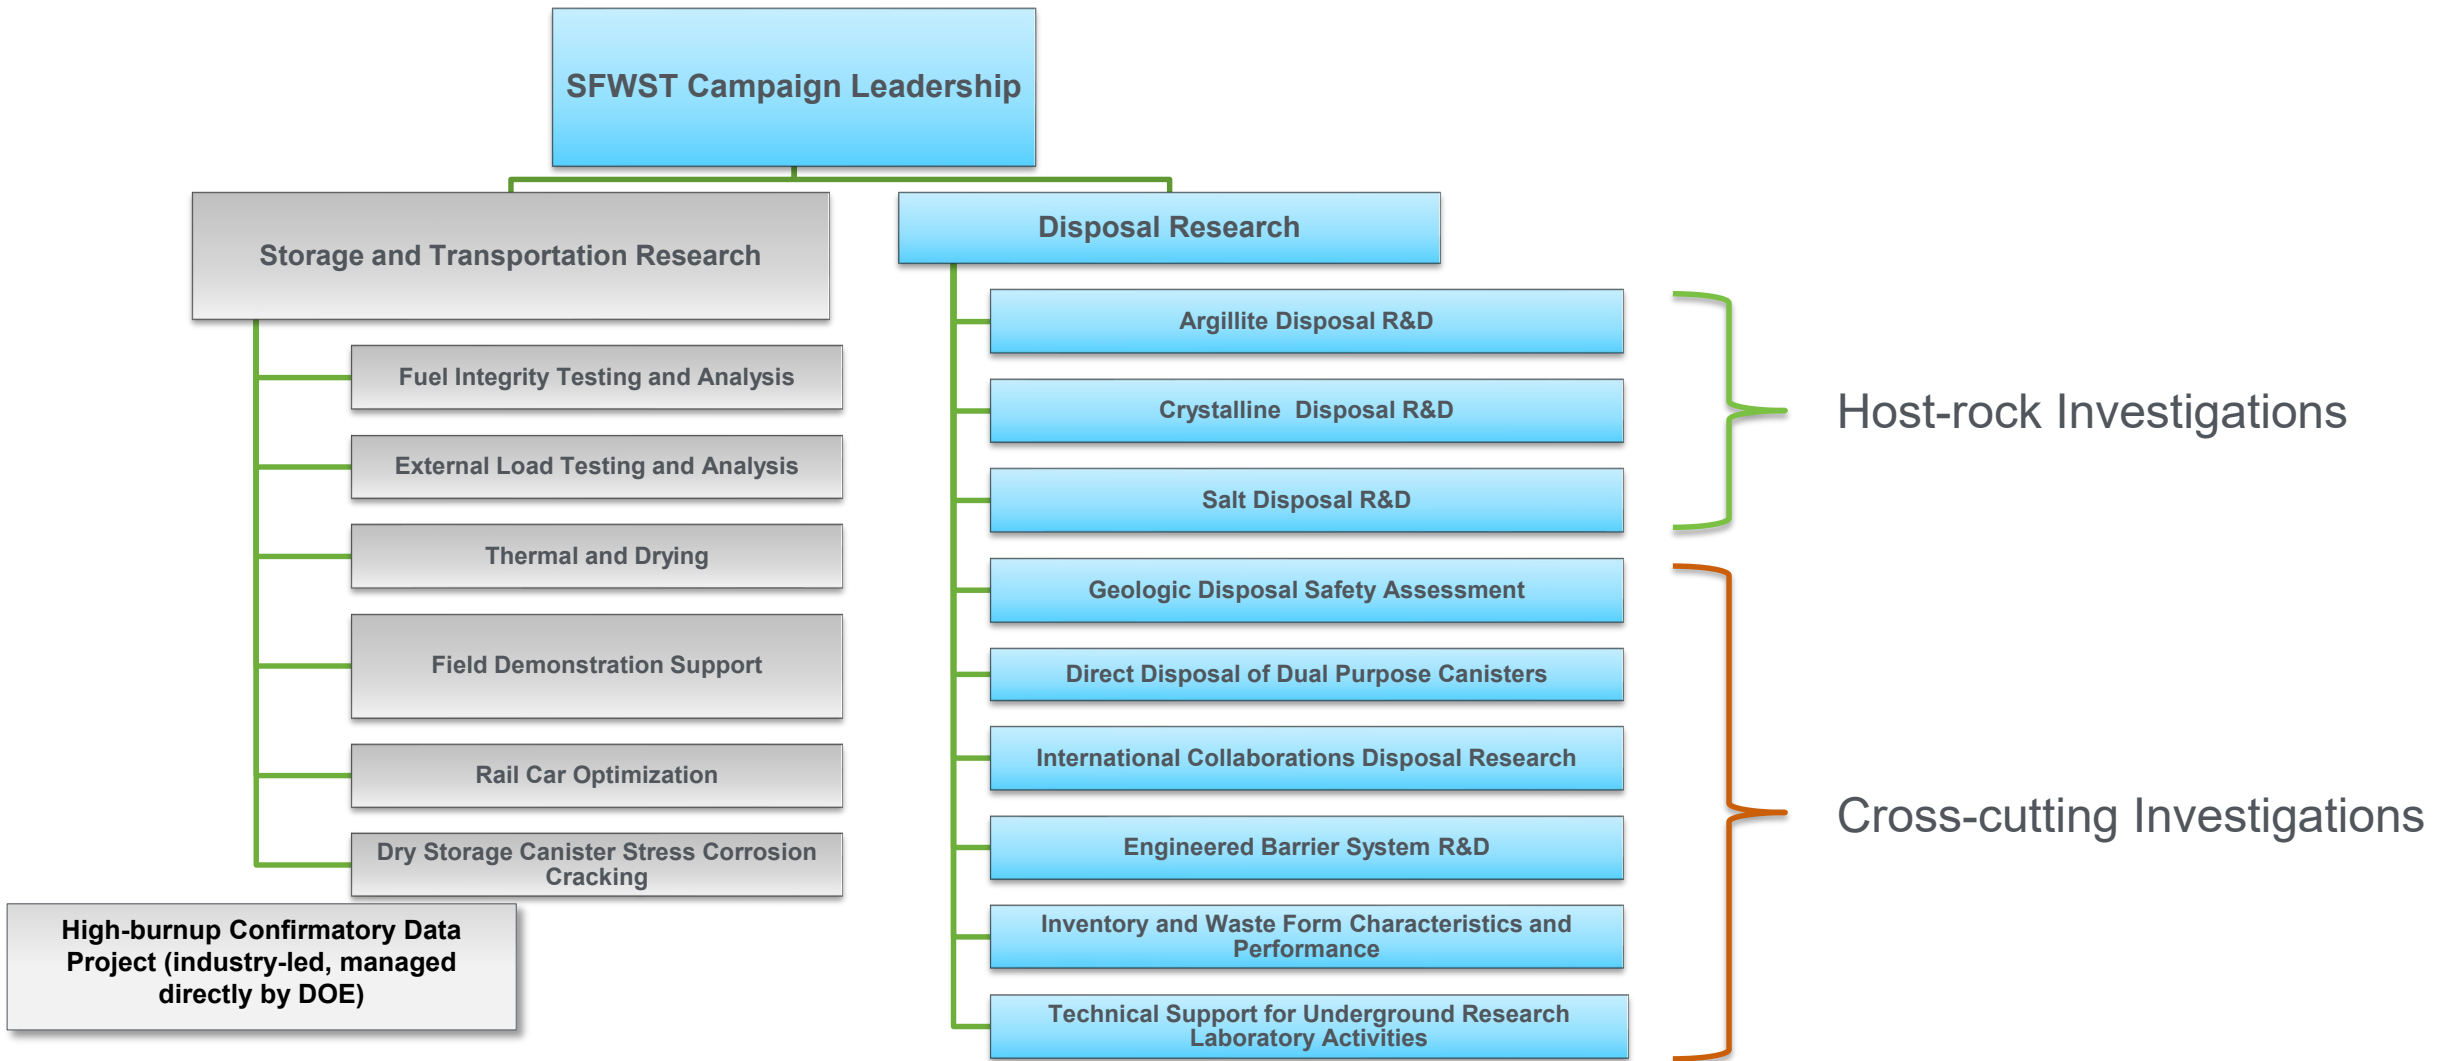 SFWST Campaign Leadership
Storage and Transportation Research
Fuel Integrity Testing and Analysis
External Load Testing and Analysis
Thermal and Drying
Field Demonstration Support
Rail Car Optimization
Dry Storage Canister Stress Corrosion
Cracking
High-burnup Confirmatory Data
Project (industry-led, managed
directly by DOE)
Disposal Research
Argillite Disposal R&D
Crystalline  Disposal R&D
Salt Disposal R&D
Geologic Disposal Safety Assessment
Direct Disposal of Dual Purpose Canisters
International Collaborations Disposal Research
Engineered Barrier System R&D
Inventory and Waste Form Characteristics and
Performance
Technical Support for Underground Research
Laboratory Activities
Host-rock Investigations
Cross-cutting Investigations